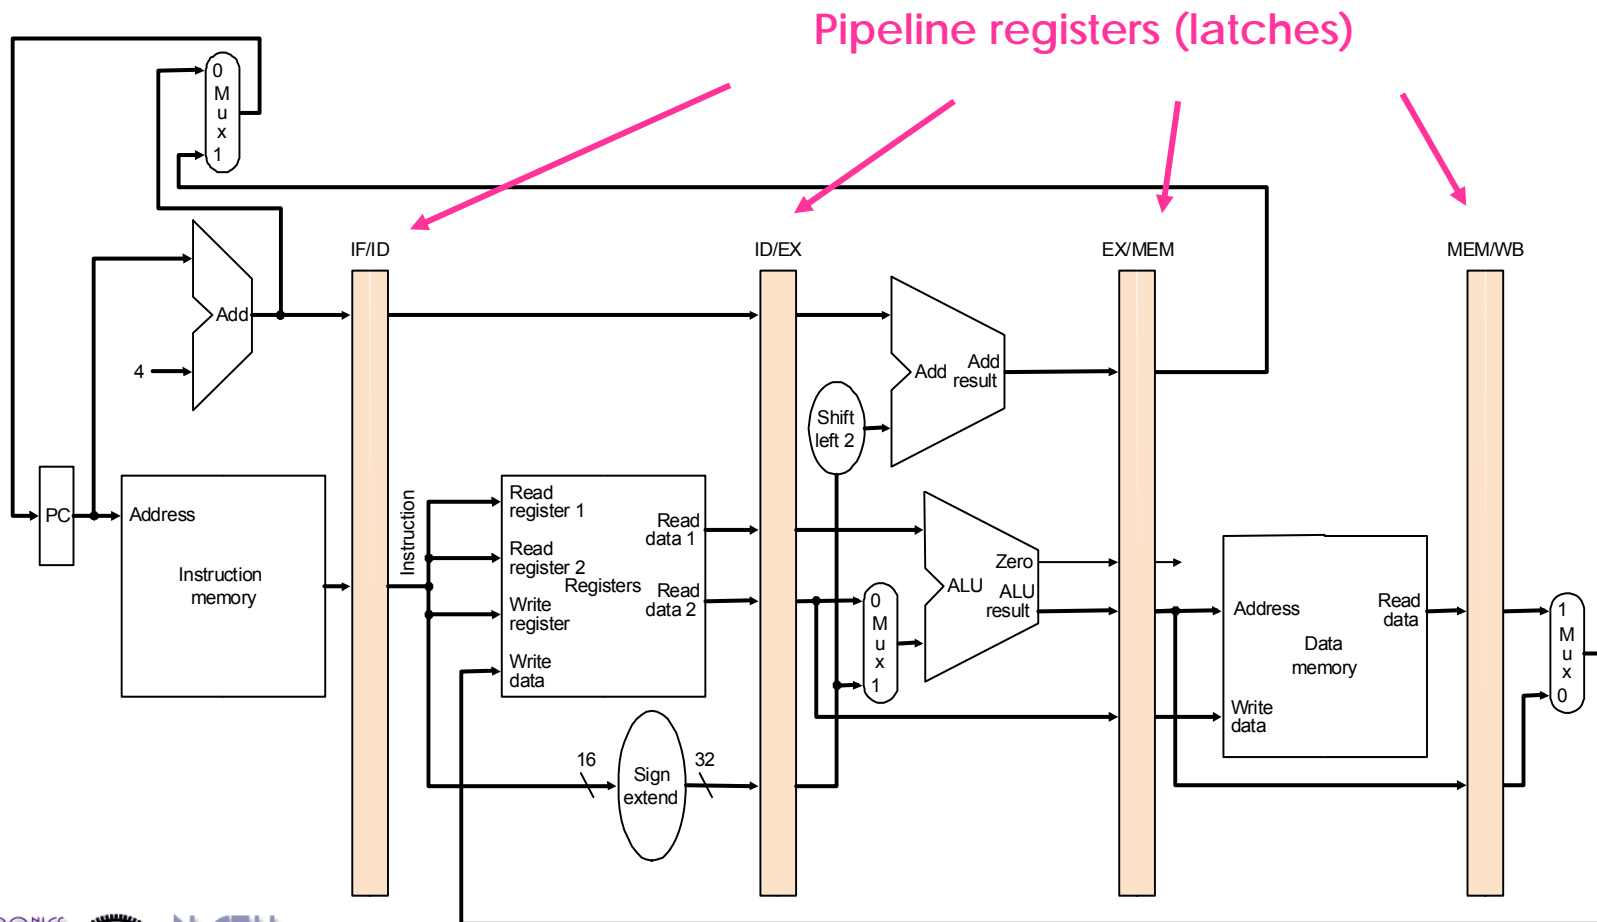 Pipeline registers (latches)
0
M
u
x
1
IF/ID
ID/EX
EX/MEM
MEM/WB
Add
4
Add
Add
result
Shift
left 2
PC
Address
Instruction
memory
Instruction
Read
register 1
Read
register 2
Write
register
Write
data
Registers
Read
data 1
Read
data 2
16
Sign
extend
32
0
M
u
x
1
Zero
ALU
ALU
result
Address
Read
data
Data
memory
Write
data
1
M
u
x
0